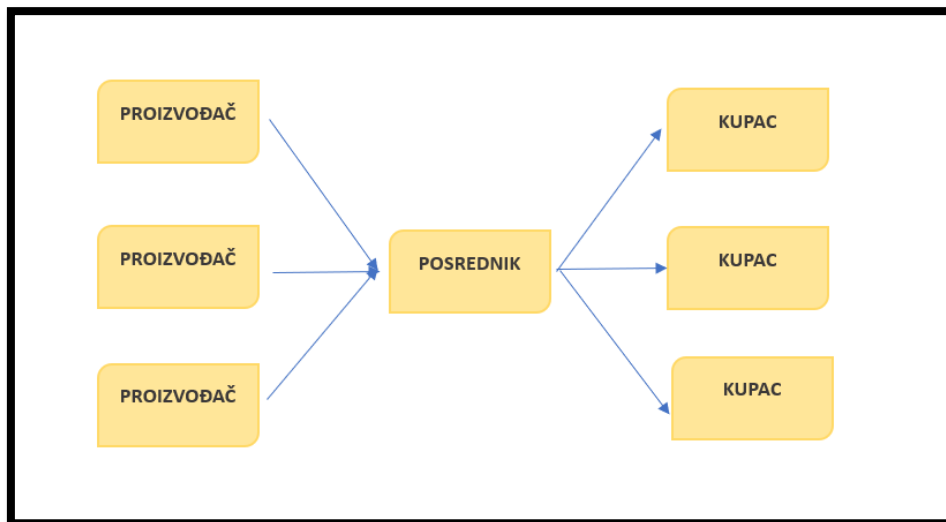 PROIZVOĐAČ
PROIZVOĐAČ
PROIZVOĐAČ
POSREDNIK
KUPAC
KUPAC
KUPAC